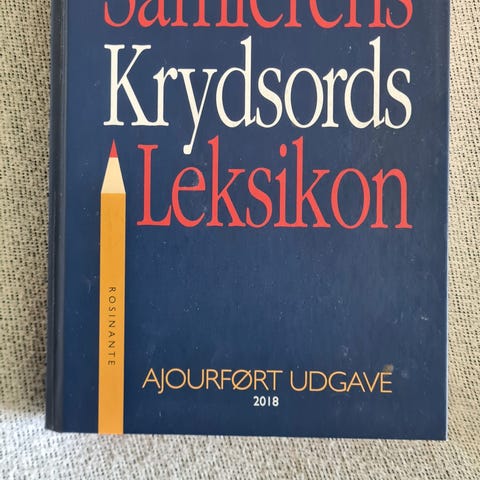 Samlerens
Krydsords
Leksikon
ROSINANTE
AJOURFØRT UDGAVE
2018